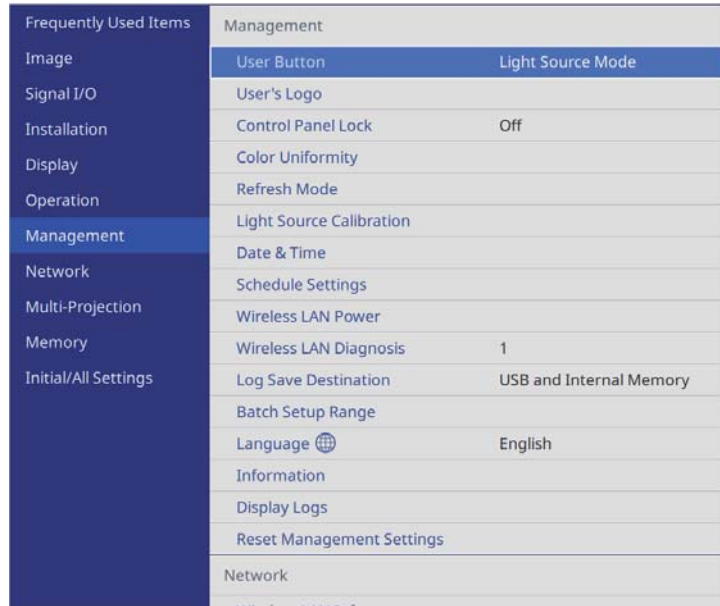 Frequently Used Items
Image
Signal I/O
Installation
Display
Operation
Management
Network
Multi-Projection
Memory
Initial/All Settings
Management
User Button Light Source Mode
User's Logo
Control Panel Lock Off
Color Uniformity
Refresh Mode
Light Source Calibration
Date & Time
Schedule Settings
Wireless LAN Power
Wireless LAN Diagnosis 1
Log Save Destination USB and Internal Memory
Batch Setup Range
Language English
Information
Display Logs
Reset Management Settings
Network